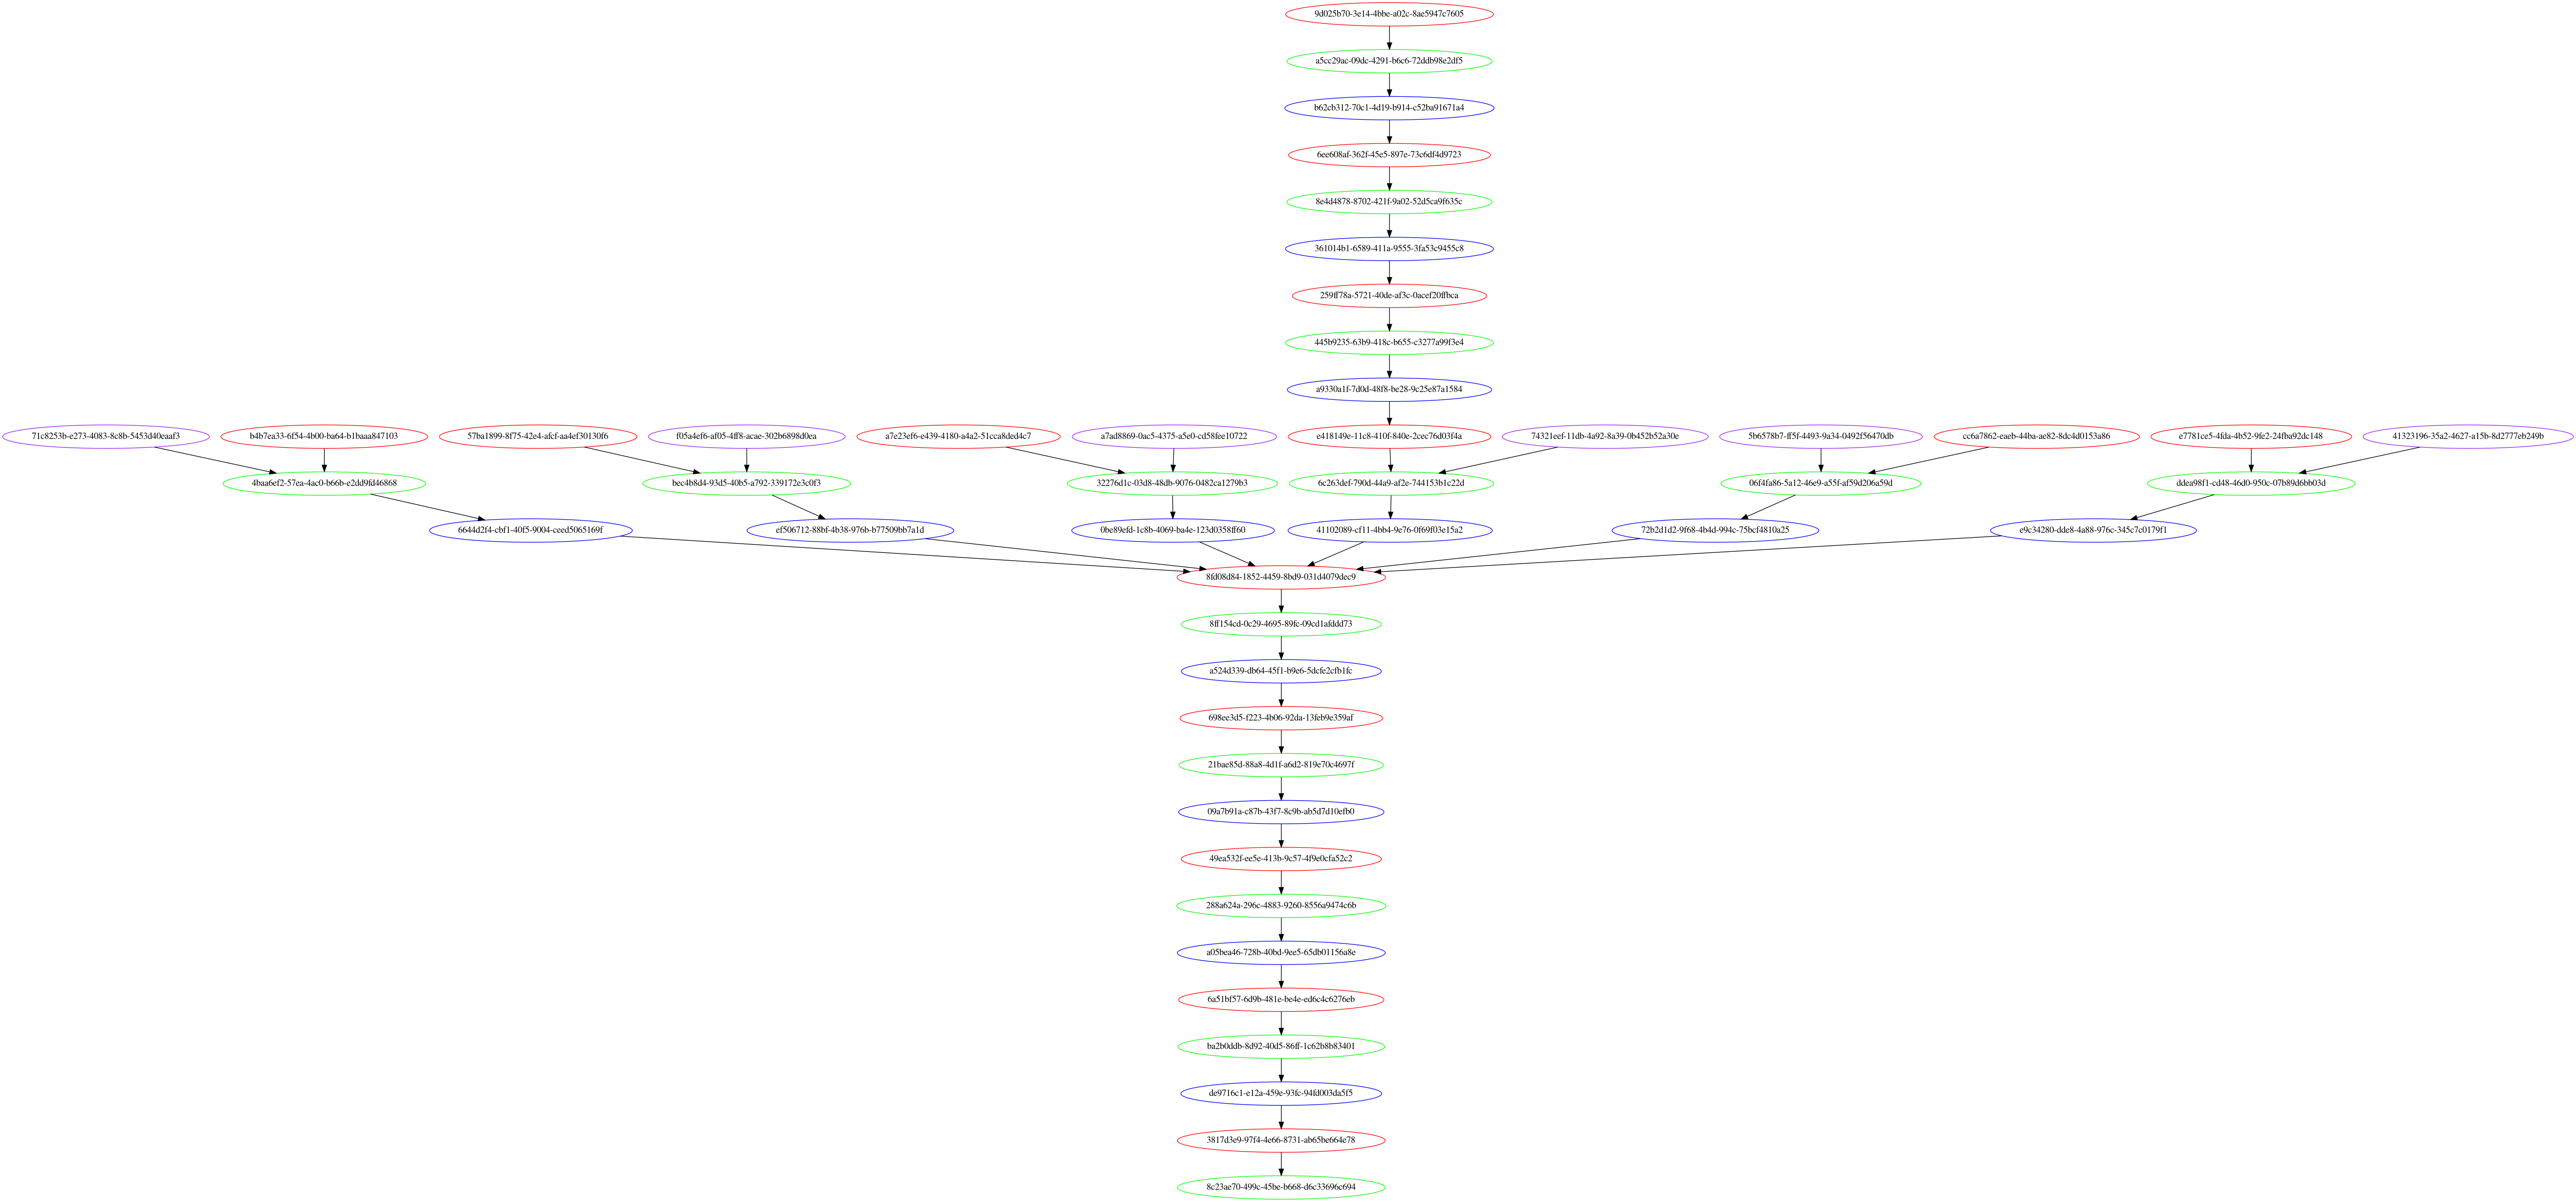 9d025b70-3e14-4bbe-a02c-8ae5947c7605
a5cc29ac-09dc-4291-b6c6-72ddb98e2df5
b62cb312-70c1-4d19-b914-c52ba91671a4
6ee608af-362f-45e5-897e-73c6df4d9723
8e4d4878-8702-421f-9a02-52d5ca9f635c
361014b1-6589-411a-9555-3fa53c9455c8
259ff78a-5721-40de-af3c-0acef20ffbca
445b9235-63b9-418c-b655-c3277a99f3e4
a9330a1f-7d0d-48f8-be28-9c25e87a1584
71c8253b-e273-4083-8c8b-5453d40eaaf3
b4b7ea33-6f54-4b00-ba64-b1baaa847103
57ba1899-8f75-42e4-afcf-aa4ef30130f6
f05a4ef6-af05-4ff8-acae-302b6898d0ea
a7e23ef6-e439-4180-a4a2-51cca8ded4c7
a7ad8869-0ac5-4375-a5e0-cd58fee10722
e418149e-11c8-410f-840e-2cec76d03f4a
74321eef-11db-4a92-8a39-0b452b52a30e
5b6578b7-ff5f-4493-9a34-0492f56470db
cc6a7862-eaeb-44ba-ae82-8dc4d0153a86
e7781ce5-4fda-4b52-9fe2-24fba92dc148
41323196-35a2-4627-a15b-8d2777eb249b
4baa6ef2-57ea-4ac0-b66b-e2dd9fd46868
bec4b8d4-93d5-40b5-a792-339172e3c0f3
32276d1c-03d8-48db-9076-0482ca1279b3
6c263def-790d-44a9-af2e-744153b1c22d
06f4fa86-5a12-46e9-a55f-af59d206a59d
ddea98f1-cd48-46d0-950c-07b89d6bb03d
6644d2f4-cbf1-40f5-9004-ceed5065169f
ef506712-88bf-4b38-976b-b77509bb7a1d
0be89efd-1c8b-4069-ba4e-123d0358ff60
41102089-cf11-4bb4-9e76-0f69f03e15a2
72b2d1d2-9f68-4b4d-994c-75bcf4810a25
e9c34280-dde8-4a88-976c-345c7c0179f1
8fd08d84-1852-4459-8bd9-031d4079dec9
8ff154cd-0c29-4695-89fc-09cd1afddd73
a524d339-db64-45f1-b9e6-5dcfe2cfb1fc
698ee3d5-f223-4b06-92da-13feb9e359af
21bae85d-88a8-4d1f-a6d2-819e70c4697f
09a7b91a-c87b-43f7-8c9b-ab5d7d10efb0
49ea532f-ee5e-413b-9c57-4f9e0cfa52c2
288a624a-296c-4883-9260-8556a9474c6b
a05bea46-728b-40bd-9ee5-65db01156a8e
6a51bf57-6d9b-481e-be4e-ed6c4c6276eb
ba2b0ddb-8d92-40d5-86ff-1c62b8b83401
de9716c1-e12a-459e-93fc-94fd003da5f5
3817d3e9-97f4-4e66-8731-ab65be664e78
8c23ae70-499c-45be-b668-d6c33696c694